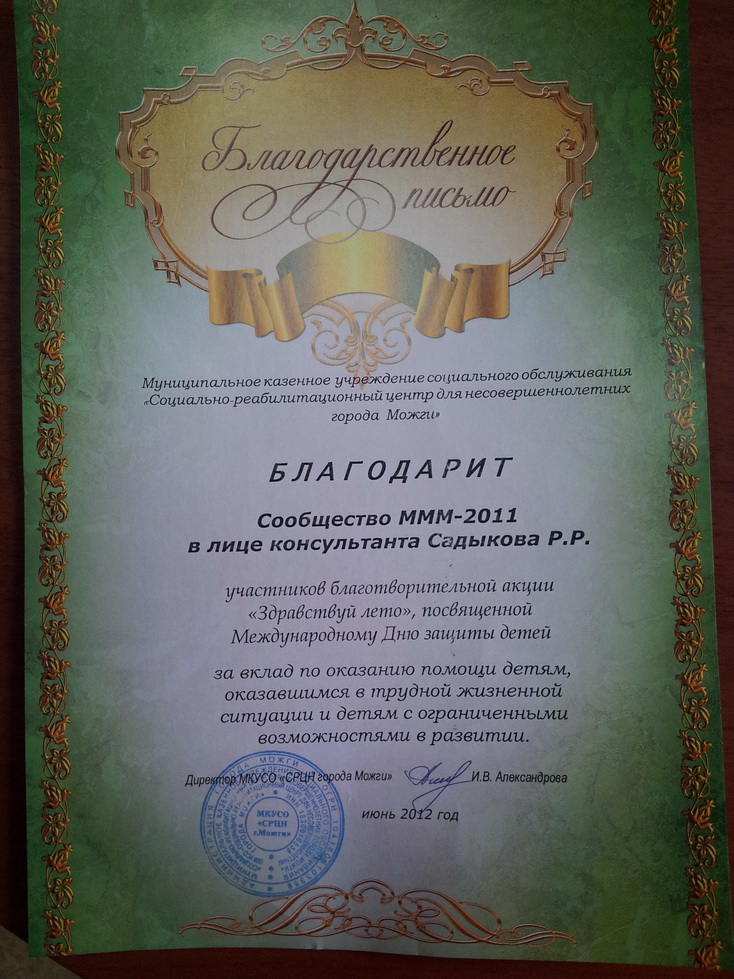 Благодарственное
письмо
Муниципальное казенное учреждение социального обслуживания
«Социально-реабилитационный центр для несовершеннолетних
города Можги»
БЛАГОДАРИТ
Сообщество МММ-2011
в лице консультанта Садыкова Р.Р.
участников благотворительной акции
«Здравствуй лето», посвященной
Международному Дню защиты детей
за вклад по оказанию помощи детям,
оказавшимся в трудной жизненной
ситуации и детям с ограниченными
возможностями в развитии.
Директор МКУСО «СРЦН города Можги» И.В. Александрова
июнь 2012 год
МКУСО
«СРЦН
г.Можги»